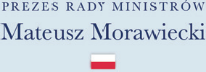 PREZES RADY MINISTRÓW
Mateusz Morawiecki